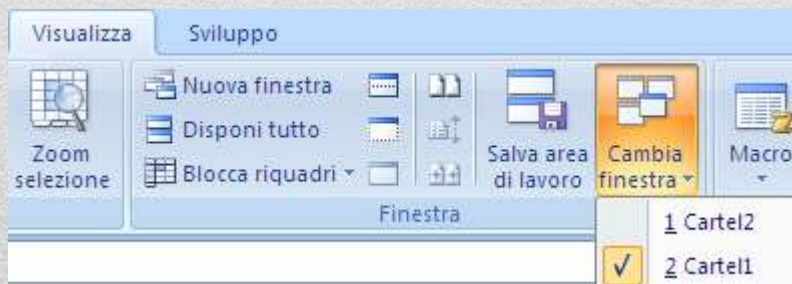 Visualizza Sviluppo
Nuova finestra
Disponi tutto
Blocca riquadri
Zoom
selezione
Salva area
di lavoro
Cambia
finestra
Macro
Finestra
1 Cartel2
2 Cartel1